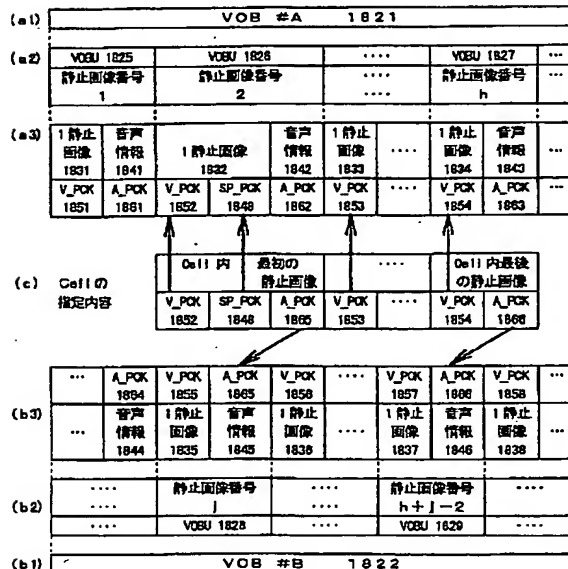 (a1) VOB #A 1821
(a2) VOBU 1825 VOBU 1826 ···· VOBU 1827 ···
静止画像番号 1 静止画像番号 2 ···· 静止画像番号 h
(a3) 1静止画像 1831 音声情報 1841 1静止画像 1832 音声情報 1842 1静止画像 1833 ···· 1静止画像 1834 音声情報 1843 ···
V_PCK 1851 A_PCK 1861 V_PCK 1852 SP_PCK 1848 A_PCK 1862 V_PCK 1853 V_PCK 1854 A_PCK 1863 ···
(c) Cellの指定内容
Cell内 最初の静止画像 ···· Cell内最後の静止画像
V_PCK 1852 SP_PCK 1848 A_PCK 1865 V_PCK 1853 ···· V_PCK 1854 A_PCK 1866
(b3) ··· A_PCK 1864 V_PCK 1855 A_PCK 1865 V_PCK 1856 ···· V_PCK 1857 A_PCK 1866 V_PCK 1858 ···
··· 音声情報 1844 1静止画像 1835 音声情報 1845 1静止画像 1836 ···· 1静止画像 1837 音声情報 1846 1静止画像 1838 ···
(b2) ···· 静止画像番号 j ···· 静止画像番号 h+j-2 ····
···· VOBU 1828 ···· VOBU 1829 ····
(b1) VOB #B 1822